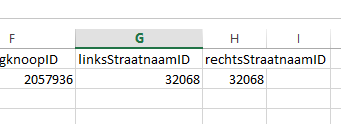 F G H I
gknoopID linksStraatnaamID rechtsStraatnaamID
2057936 32068 32068